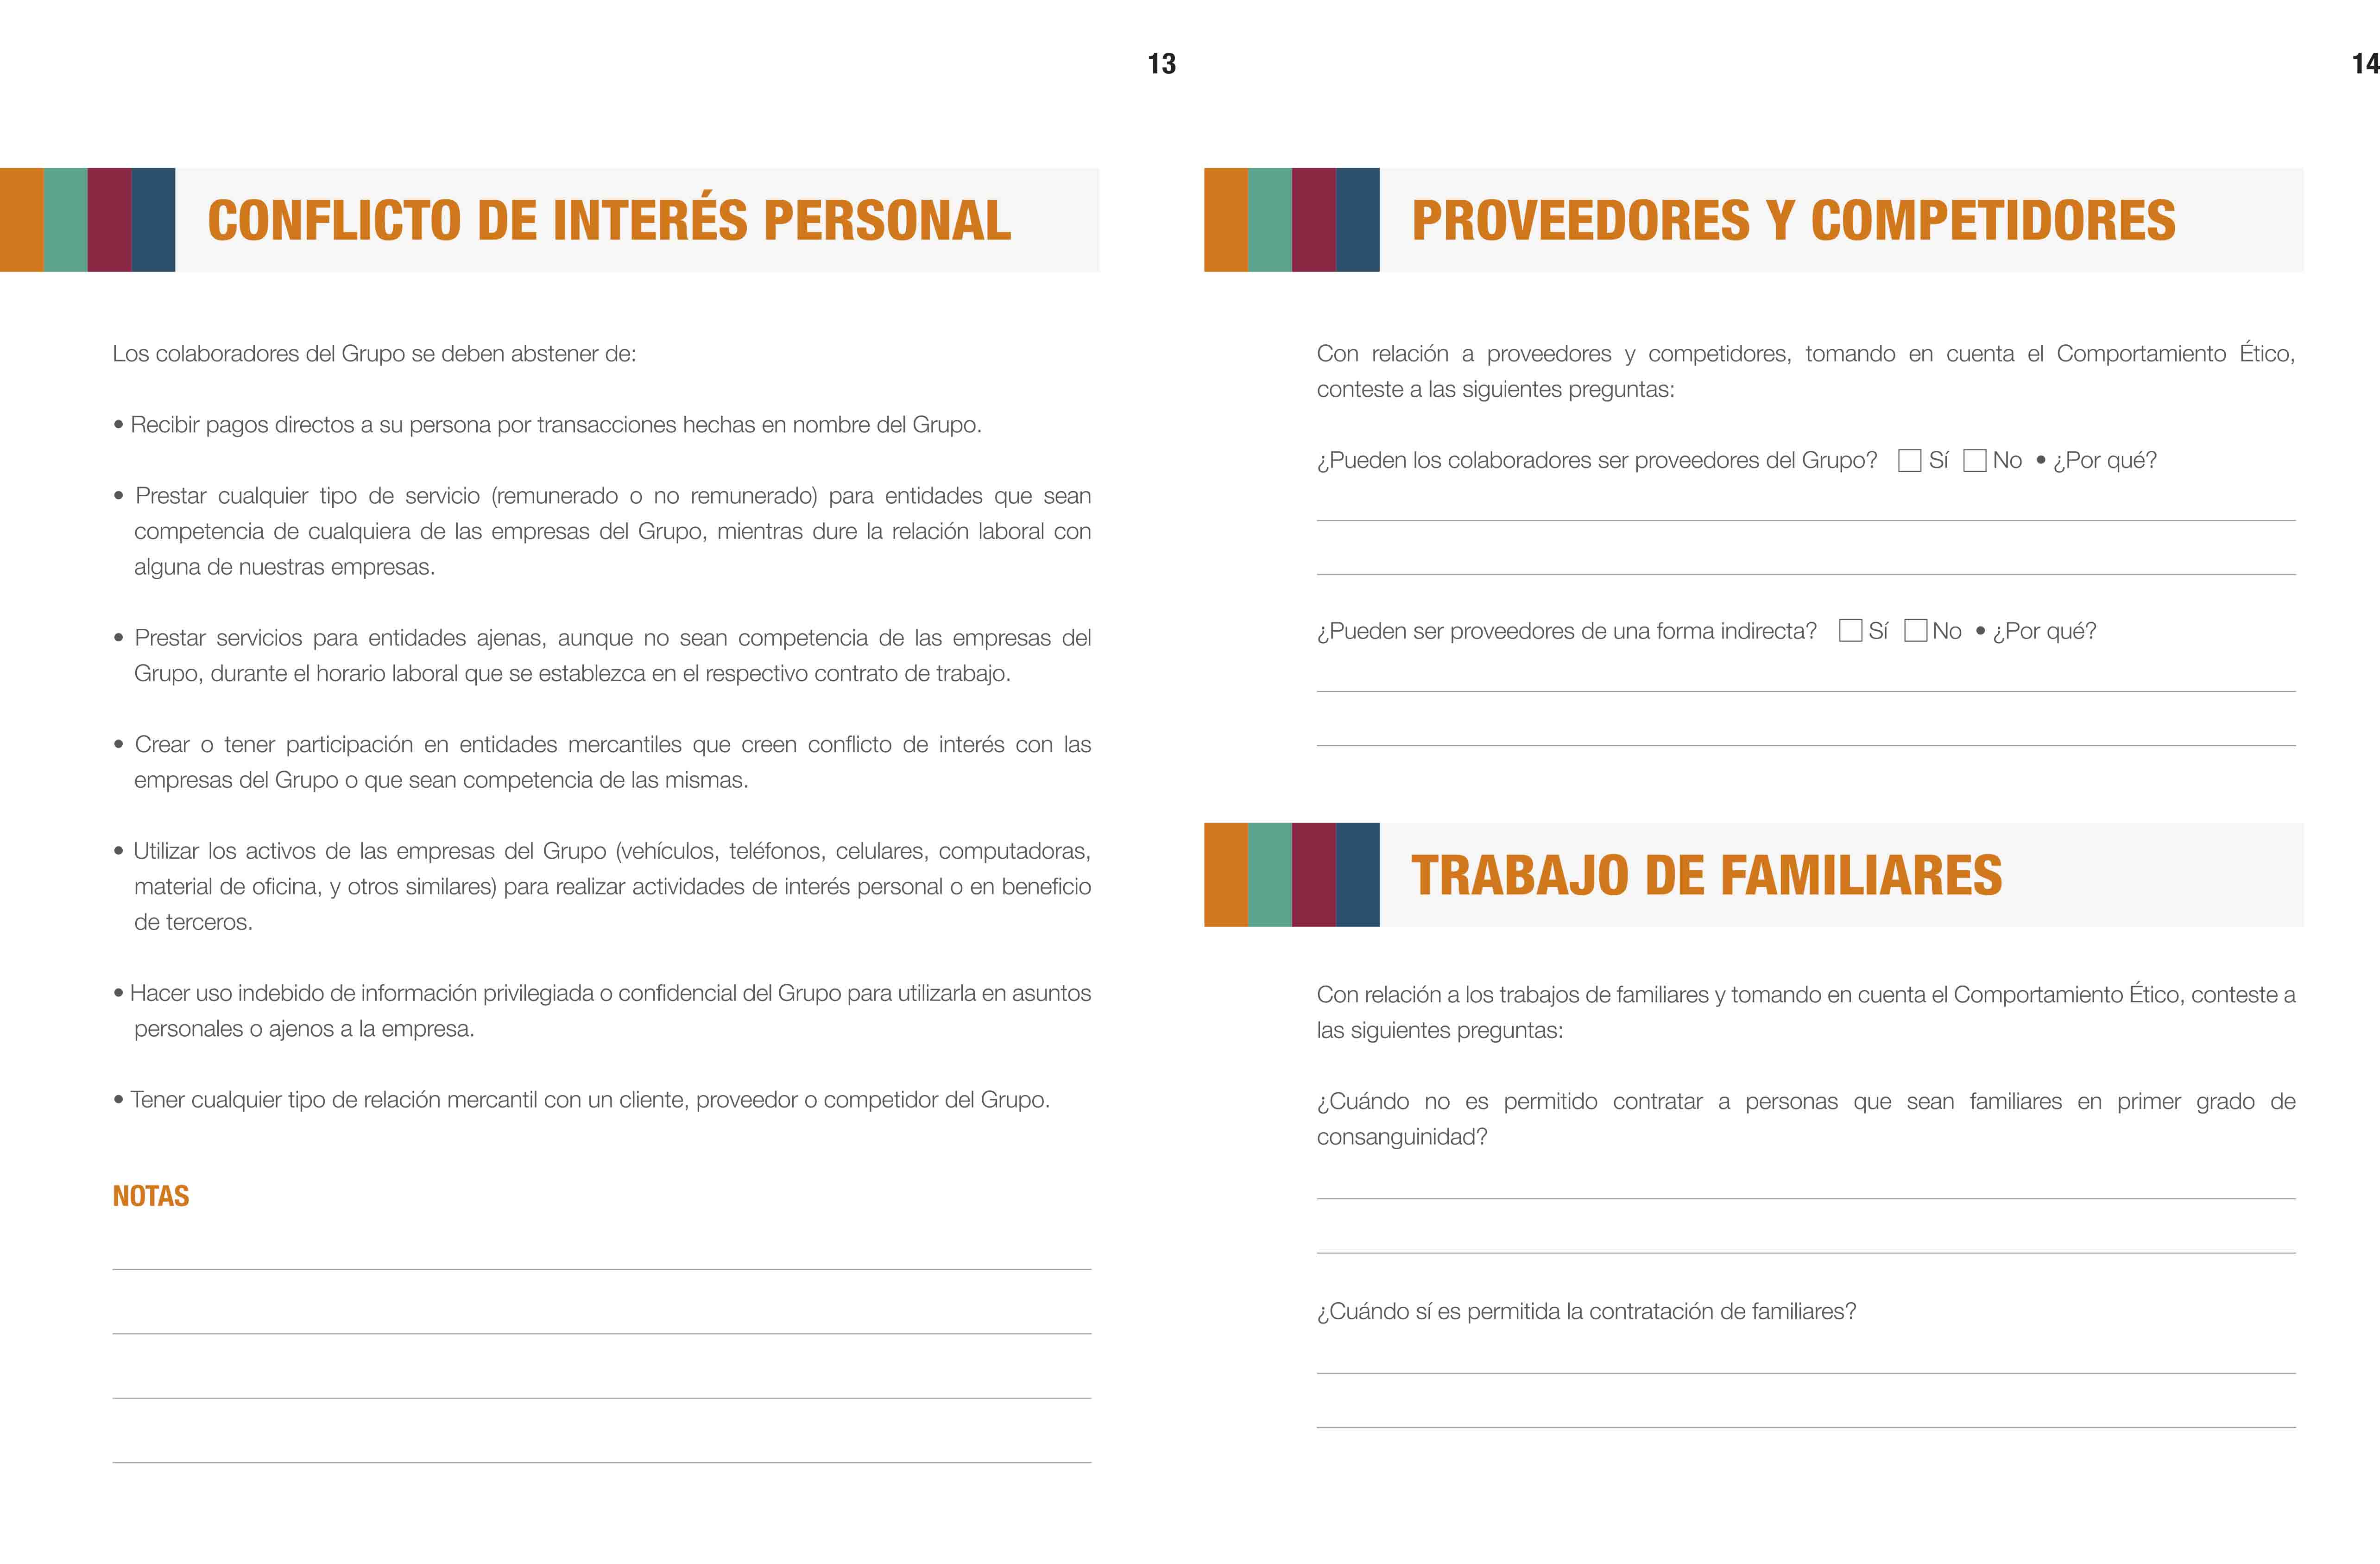 13
CONFLICTO DE INTERÉS PERSONAL
Los colaboradores del Grupo se deben abstener de:
• Recibir pagos directos a su persona por transacciones hechas en nombre del Grupo.
• Prestar cualquier tipo de servicio (remunerado o no remunerado) para entidades que sean
competencia de cualquiera de las empresas del Grupo, mientras dure la relación laboral con
alguna de nuestras empresas.
• Prestar servicios para entidades ajenas, aunque no sean competencia de las empresas del
Grupo, durante el horario laboral que se establezca en el respectivo contrato de trabajo.
• Crear o tener participación en entidades mercantiles que creen conflicto de interés con las
empresas del Grupo o que sean competencia de las mismas.
• Utilizar los activos de las empresas del Grupo (vehículos, teléfonos, celulares, computadoras,
material de oficina, y otros similares) para realizar actividades de interés personal o en beneficio
de terceros.
• Hacer uso indebido de información privilegiada o confidencial del Grupo para utilizarla en asuntos
personales o ajenos a la empresa.
• Tener cualquier tipo de relación mercantil con un cliente, proveedor o competidor del Grupo.
NOTAS
14
PROVEEDORES Y COMPETIDORES
Con relación a proveedores y competidores, tomando en cuenta el Comportamiento Ético,
conteste a las siguientes preguntas:
¿Pueden los colaboradores ser proveedores del Grupo? Sí No • ¿Por qué?
¿Pueden ser proveedores de una forma indirecta? Sí No • ¿Por qué?
TRABAJO DE FAMILIARES
Con relación a los trabajos de familiares y tomando en cuenta el Comportamiento Ético, conteste a
las siguientes preguntas:
¿Cuándo no es permitido contratar a personas que sean familiares en primer grado de
consanguinidad?
¿Cuándo sí es permitida la contratación de familiares?